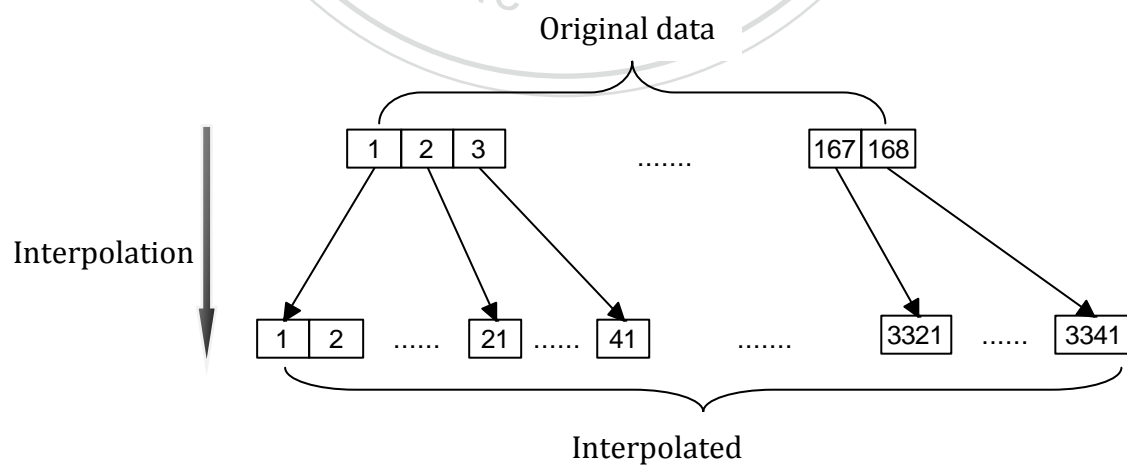 Original data
1 2 3 ....... 167 168
Interpolation
1 2 ...... 21 ...... 41 ....... 3321 ...... 3341
Interpolated